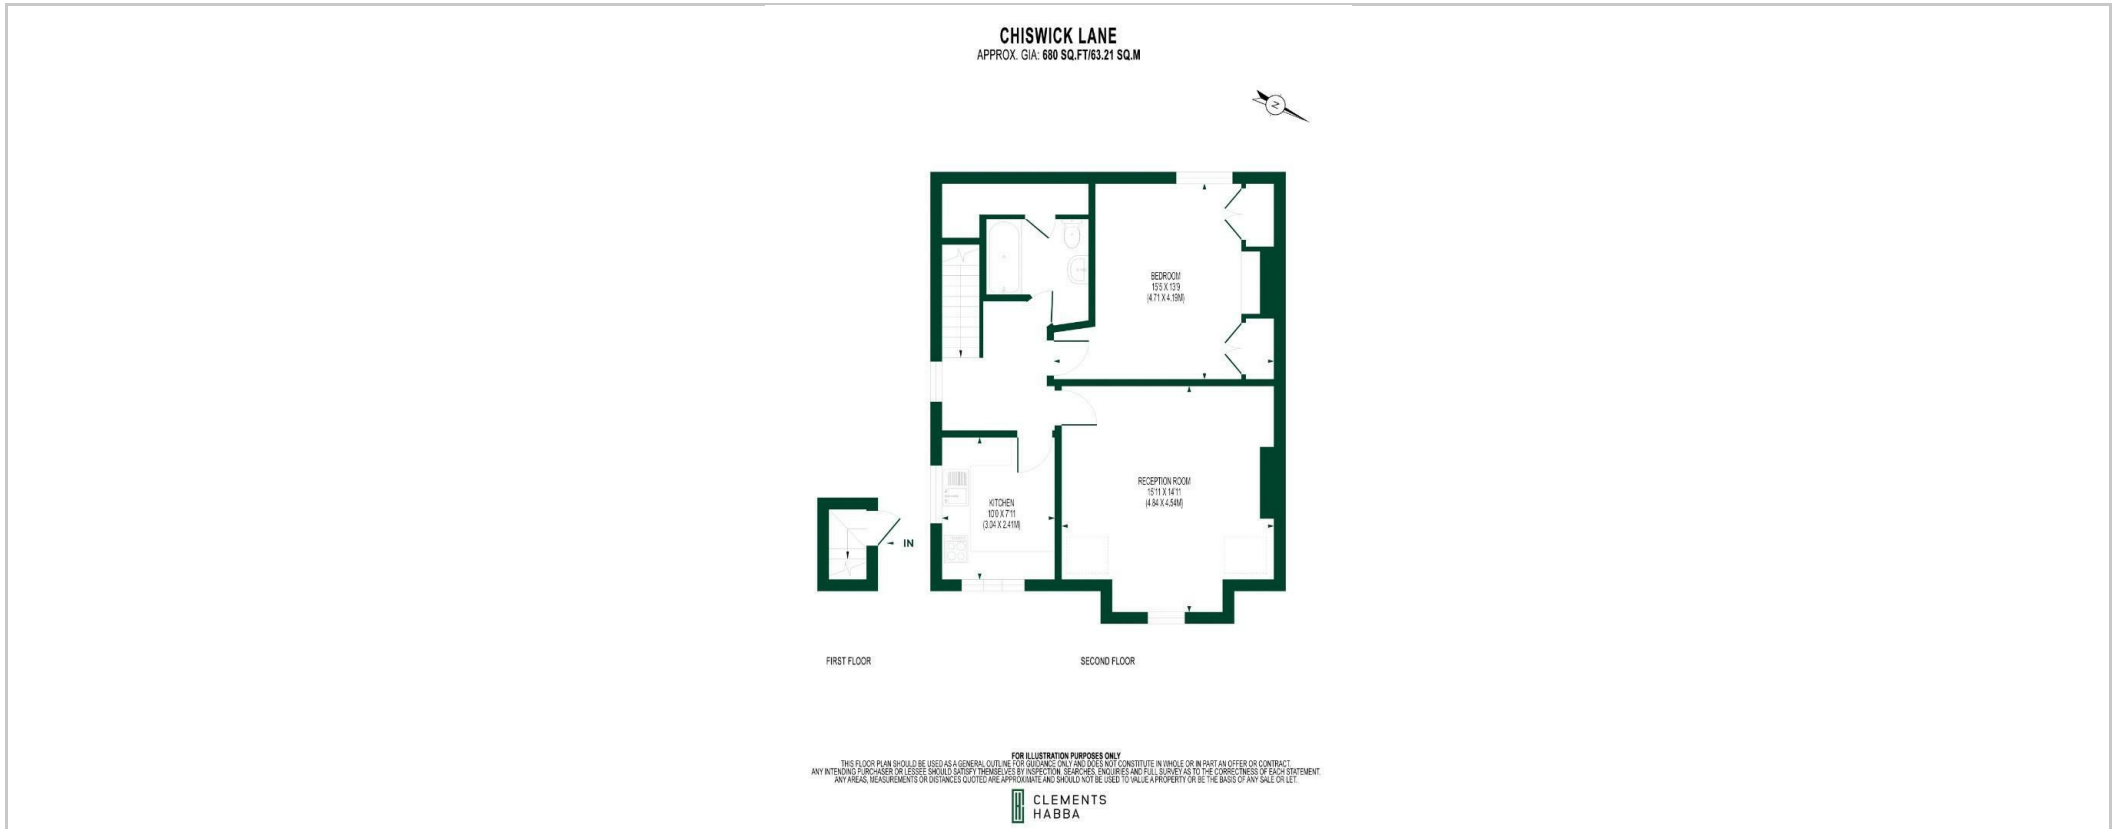 CHISWICK LANE
APPROX. GIA: 680 SQ.FT/63.21 SQ.M
N
BEDROOM
15'5 X 13'9
(4.71 X 4.19M)
RECEPTION ROOM
15'11 X 14'11
(4.84 X 4.54M)
KITCHEN
10'0 X 7'11
(3.04 X 2.41M)
IN
FIRST FLOOR
SECOND FLOOR
FOR ILLUSTRATION PURPOSES ONLY
THIS FLOOR PLAN SHOULD BE USED AS A GENERAL OUTLINE FOR GUIDANCE ONLY AND DOES NOT CONSTITUTE IN WHOLE OR IN PART AN OFFER OR CONTRACT.
ANY INTENDING PURCHASER OR LESSEE SHOULD SATISFY THEMSELVES BY INSPECTION, SEARCHES, ENQUIRIES AND FULL SURVEY AS TO THE CORRECTNESS OF EACH STATEMENT.
ANY AREAS, MEASUREMENTS OR DISTANCES QUOTED ARE APPROXIMATE AND SHOULD NOT BE USED TO VALUE A PROPERTY OR BE THE BASIS OF ANY SALE OR LET.
CLEMENTS
HABBA